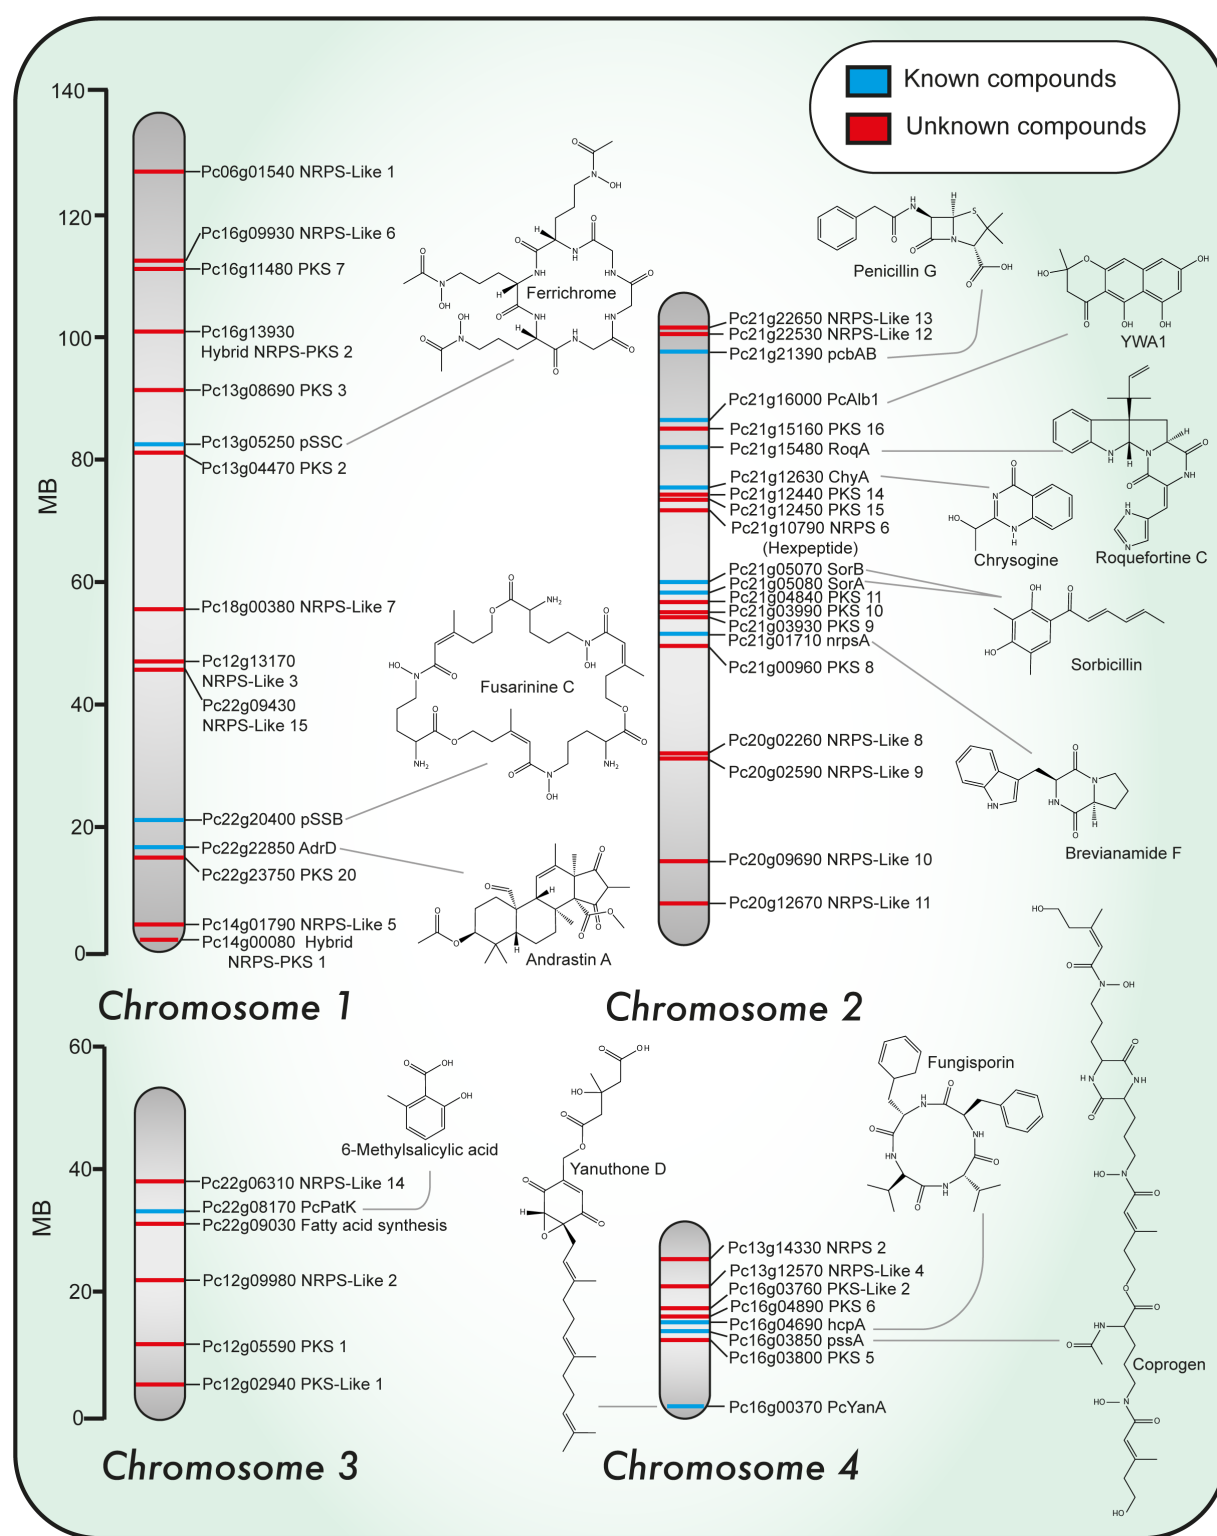 Known compounds
Unknown compounds
140
120
100
80
60
40
20
0
MB
Pc06g01540 NRPS-Like 1
Pc16g09930 NRPS-Like 6
Pc16g11480 PKS 7
Pc16g13930
Hybrid NRPS-PKS 2
Pc13g08690 PKS 3
Pc13g05250 pSSC
Pc13g04470 PKS 2
Pc18g00380 NRPS-Like 7
Pc12g13170
NRPS-Like 3
Pc22g09430
NRPS-Like 15
Pc22g20400 pSSB
Pc22g22850 AdrD
Pc22g23750 PKS 20
Pc14g01790 NRPS-Like 5
Pc14g00080 Hybrid
NRPS-PKS 1
Chromosome 1
Ferrichrome
Fusarinine C
Andrastin A
Pc21g22650 NRPS-Like 13
Pc21g22530 NRPS-Like 12
Pc21g21390 pcbAB
Pc21g16000 PcAlb1
Pc21g15160 PKS 16
Pc21g15480 RoqA
Pc21g12630 ChyA
Pc21g12440 PKS 14
Pc21g12450 PKS 15
Pc21g10790 NRPS 6
(Hexpeptide)
Pc21g05070 SorB
Pc21g05080 SorA
Pc21g04840 PKS 11
Pc21g03990 PKS 10
Pc21g03930 PKS 9
Pc21g01710 nrpsA
Pc21g00960 PKS 8
Pc20g02260 NRPS-Like 8
Pc20g02590 NRPS-Like 9
Pc20g09690 NRPS-Like 10
Pc20g12670 NRPS-Like 11
Chromosome 2
Penicillin G
YWA1
Roquefortine C
Chrysogine
Sorbicillin
Brevianamide F
60
40
20
0
MB
Pc22g06310 NRPS-Like 14
Pc22g08170 PcPatK
Pc22g09030 Fatty acid synthesis
Pc12g09980 NRPS-Like 2
Pc12g05590 PKS 1
Pc12g02940 PKS-Like 1
Chromosome 3
6-Methylsalicylic acid
Yanuthone D
Fungisporin
Pc13g14330 NRPS 2
Pc13g12570 NRPS-Like 4
Pc16g03760 PKS-Like 2
Pc16g04890 PKS 6
Pc16g04690 hcpA
Pc16g03850 pssA
Pc16g03800 PKS 5
Pc16g00370 PcYanA
Chromosome 4
Coprogen